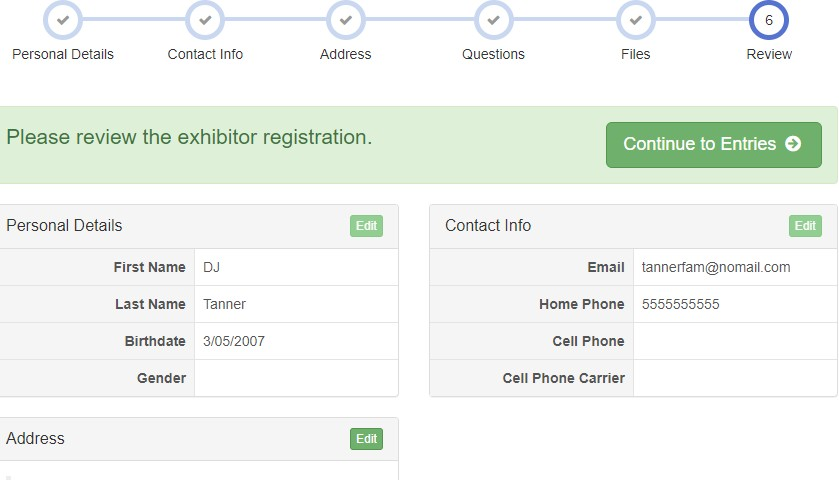 6
Personal Details Contact Info Address Questions Files Review
Please review the exhibitor registration.
Continue to Entries
Personal Details Edit
First Name DJ
Last Name Tanner
Birthdate 3/05/2007
Gender
Contact Info Edit
Email tannerfam@nomail.com
Home Phone 5555555555
Cell Phone
Cell Phone Carrier
Address Edit